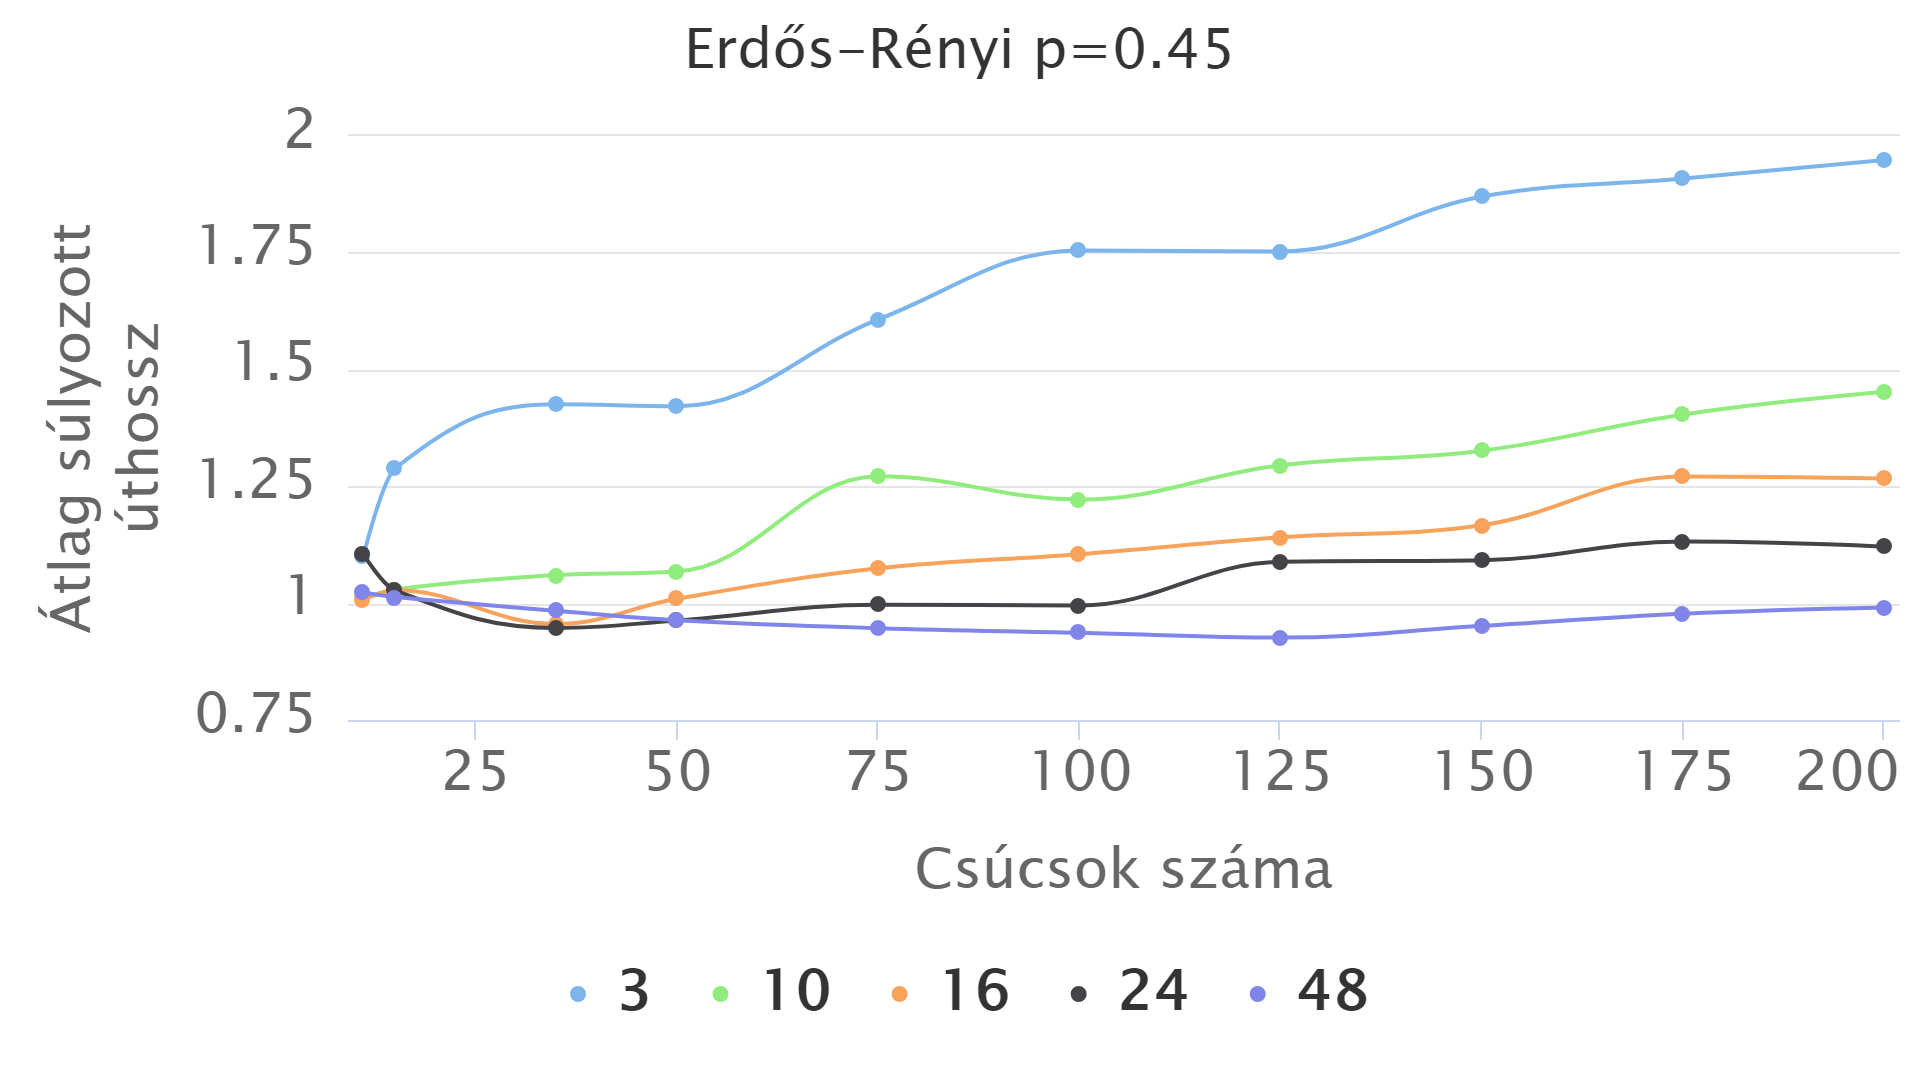 Erdős–Rényi p=0.45
Átlag súlyozott
úthossz
2
1.75
1.5
1.25
1
0.75
25 50 75 100 125 150 175 200
Csúcsok száma
3 10 16 24 48